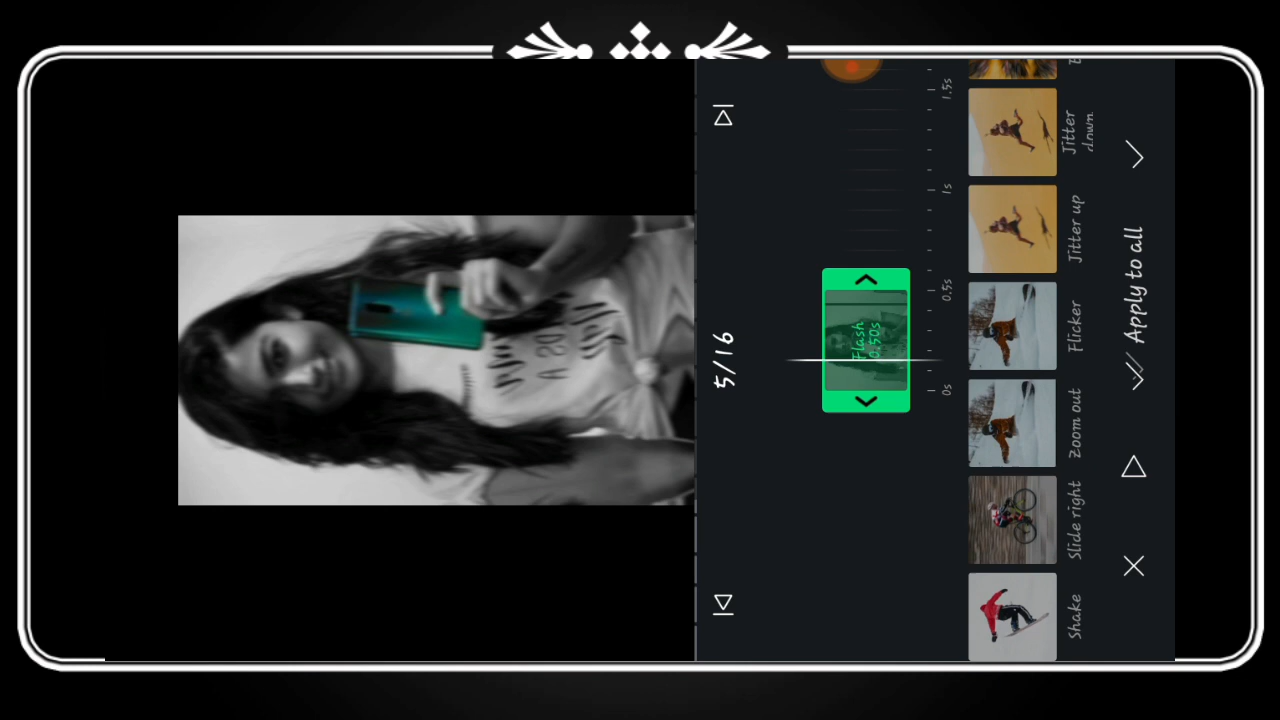 5/16
Flash
0.50s
0s
0.5s
1s
1.5s
Shake
Slide right
Zoom out
Flicker
Jitter up
Jitter
down
Apply to all
A SO